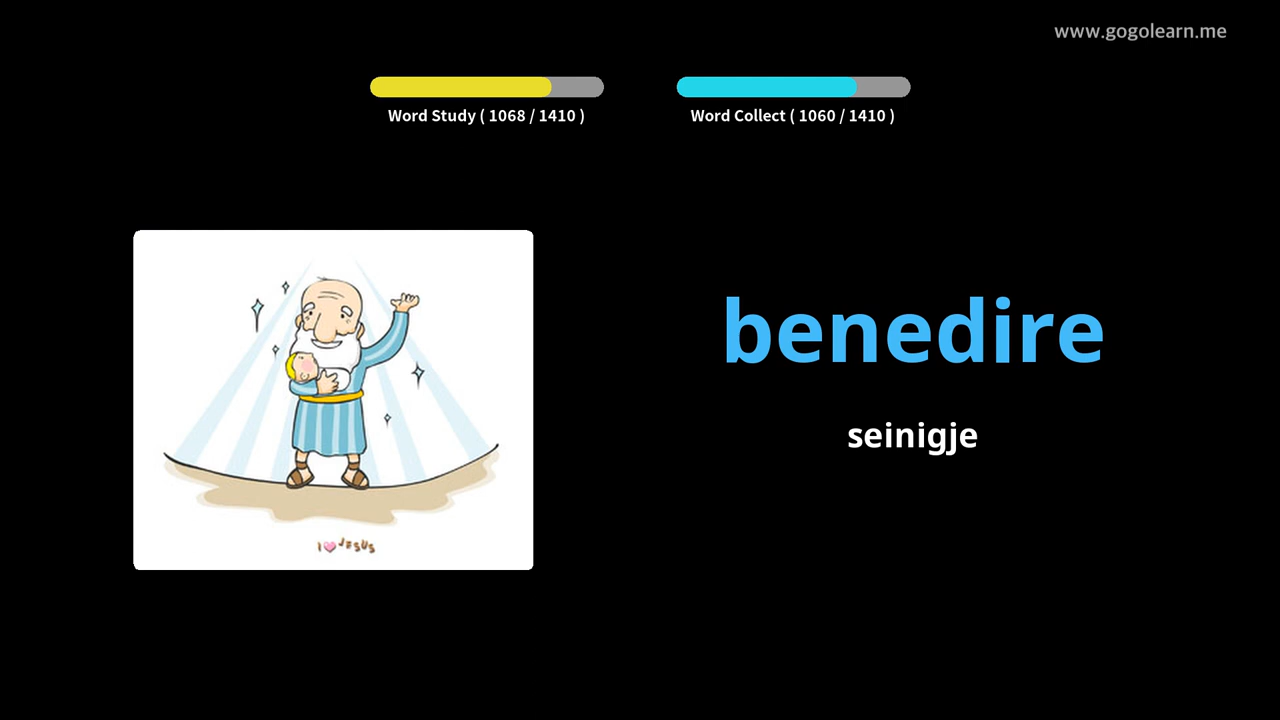 www.gogolearn.me
Word Study ( 1068 / 1410 )
Word Collect ( 1060 / 1410 )
benedire
seinigje
I JESUS